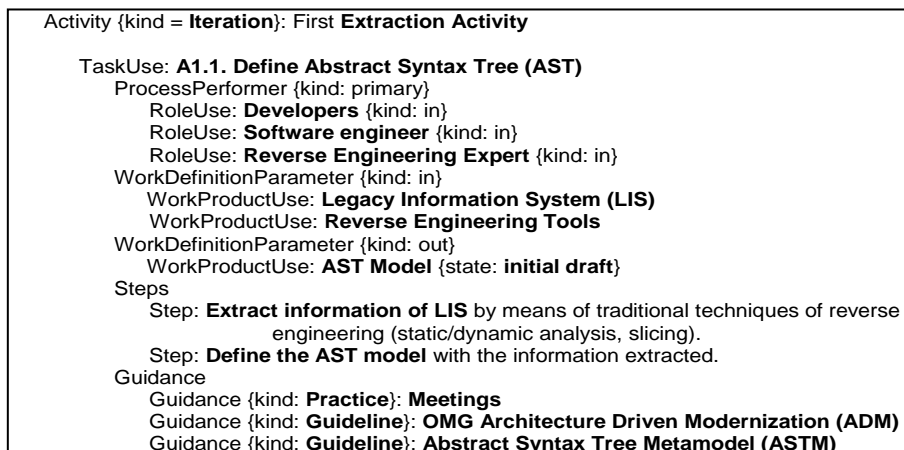 Activity {kind = Iteration}: First Extraction Activity
TaskUse: A1.1. Define Abstract Syntax Tree (AST)
ProcessPerformer {kind: primary}
RoleUse: Developers {kind: in}
RoleUse: Software engineer {kind: in}
RoleUse: Reverse Engineering Expert {kind: in}
WorkDefinitionParameter {kind: in}
WorkProductUse: Legacy Information System (LIS)
WorkProductUse: Reverse Engineering Tools
WorkDefinitionParameter {kind: out}
WorkProductUse: AST Model {state: initial draft}
Steps
Step: Extract information of LIS by means of traditional techniques of reverse
engineering (static/dynamic analysis, slicing).
Step: Define the AST model with the information extracted.
Guidance
Guidance {kind: Practice}: Meetings
Guidance {kind: Guideline}: OMG Architecture Driven Modernization (ADM)
Guidance {kind: Guideline}: Abstract Syntax Tree Metamodel (ASTM)